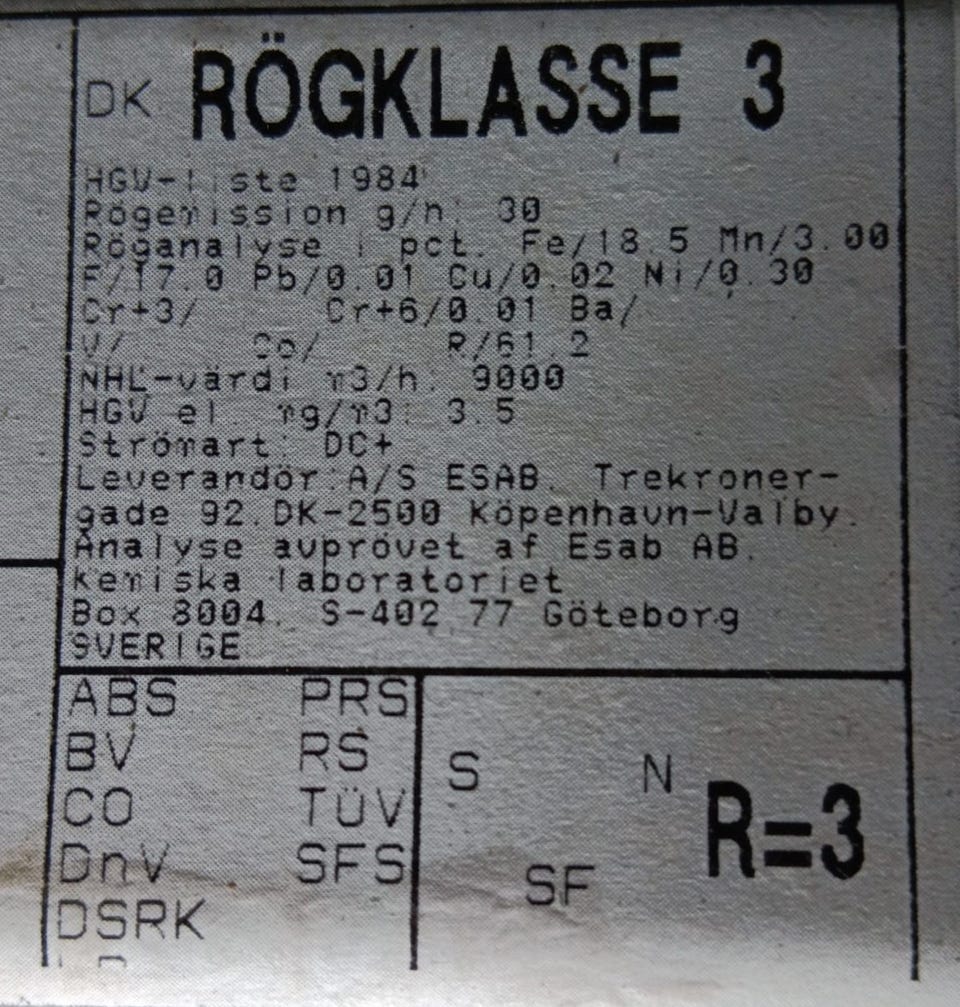 DK RÖGKLASSE 3
HGV-liste 1984
Rögemission g/h: 30
Röganalyse i pct. Fe/18.5 Mn/3.00
F/17.0 Pb/0.01 Cu/0.02 Ni/0.30
Cr+3/ Cr+6/0.01 Ba/
V/ Co/ R/61.2
NHL-värdi m3/h: 9000
HGV el. mg/m3: 3.5
Strömart: DC+
Leverandör:A/S ESAB. Trekroner-
gade 92.DK-2500 Köpenhavn-Valby.
Analyse avprövet af Esab AB.
Kemiska laboratoriet
Box 8004. S-402 77 Göteborg
SVERIGE
ABS PRS
BV RS
CO TÜV
DnV SFS
DSRK
S N
R=3
SF